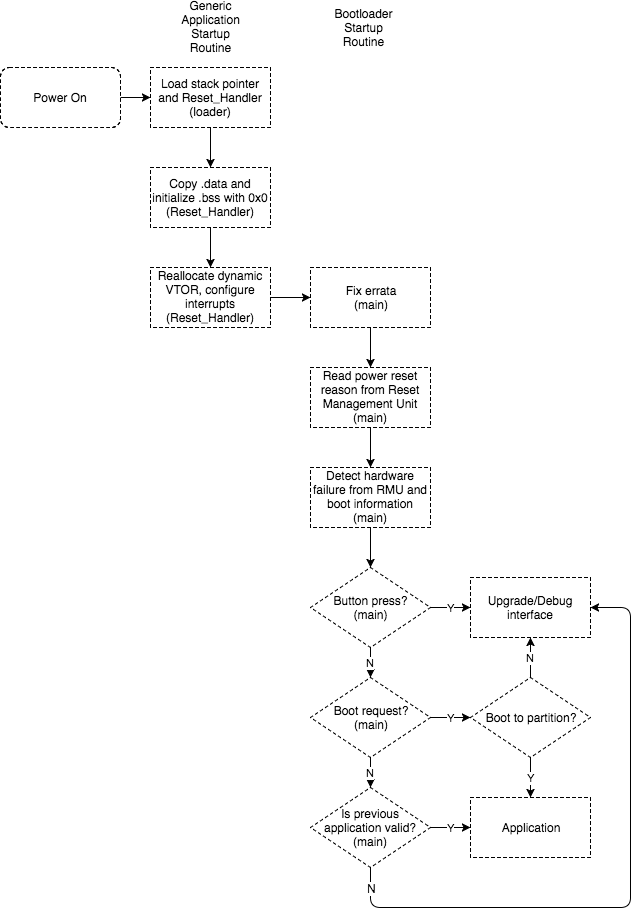 Generic
Application
Startup
Routine
Bootloader
Startup
Routine
Power On
Load stack pointer
and Reset_Handler
(loader)
Copy .data and
initialize .bss with 0x0
(Reset_Handler)
Reallocate dynamic
VTOR, configure
interrupts
(Reset_Handler)
Fix errata
(main)
Read power reset
reason from Reset
Management Unit
(main)
Detect hardware
failure from RMU and
boot information
(main)
Button press?
(main)
Y
Upgrade/Debug
interface
N
N
Boot request?
(main)
Y
Boot to partition?
N
Y
Is previous
application valid?
(main)
Y
Application
N